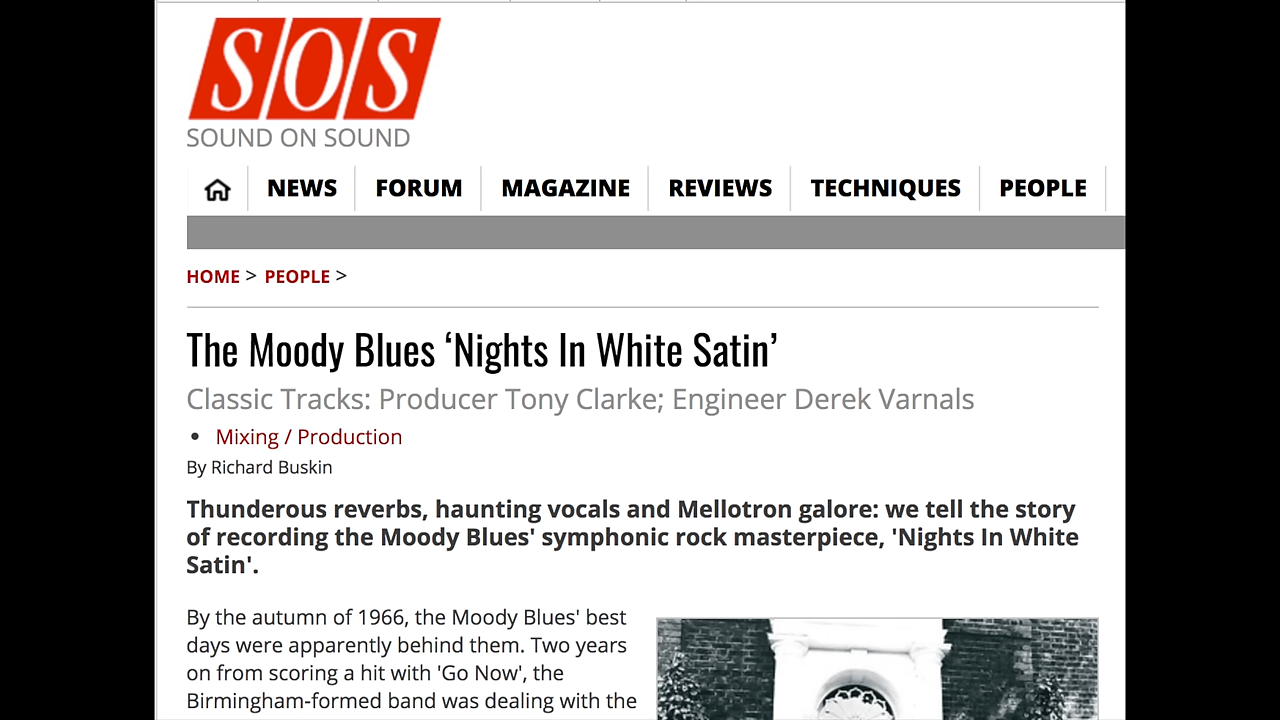 SOS
SOUND ON SOUND
NEWS FORUM MAGAZINE REVIEWS TECHNIQUES PEOPLE
HOME > PEOPLE >
The Moody Blues ‘Nights In White Satin’
Classic Tracks: Producer Tony Clarke; Engineer Derek Varnals
• Mixing / Production
By Richard Buskin
Thunderous reverbs, haunting vocals and Mellotron galore: we tell the story
of recording the Moody Blues' symphonic rock masterpiece, 'Nights In White
Satin'.
By the autumn of 1966, the Moody Blues' best
days were apparently behind them. Two years
on from scoring a hit with 'Go Now', the
Birmingham-formed band was dealing with the